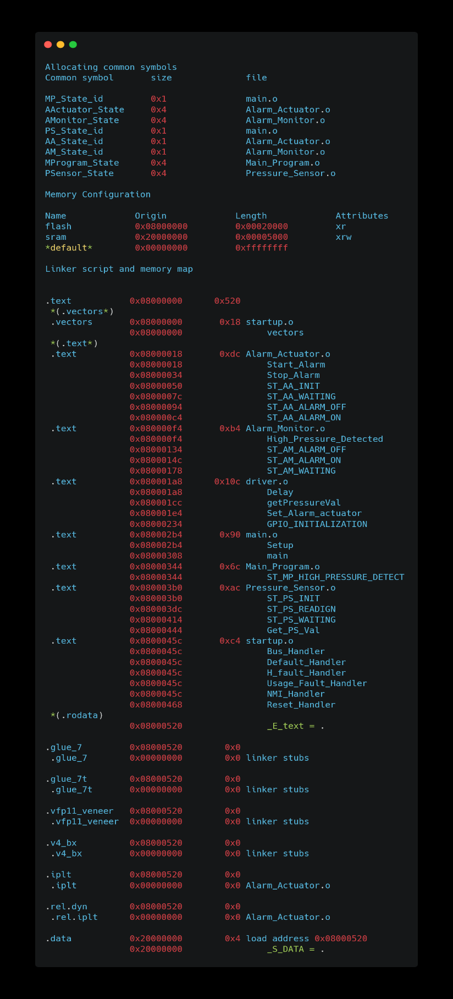 Allocating common symbols
Common symbol       size              file

MP_State_id         0x1               main.o
AActuator_State     0x4               Alarm_Actuator.o
AMonitor_State      0x4               Alarm_Monitor.o
PS_State_id         0x1               main.o
AA_State_id         0x1               Alarm_Actuator.o
AM_State_id         0x1               Alarm_Monitor.o
MProgram_State      0x4               Main_Program.o
PSensor_State       0x4               Pressure_Sensor.o

Memory Configuration

Name             Origin             Length             Attributes
flash            0x08000000         0x00020000         xr
sram             0x20000000         0x00005000         xrw
*default*        0x00000000         0xffffffff

Linker script and memory map


.text           0x08000000      0x520
 *(.vectors*)
 .vectors       0x08000000       0x18 startup.o
                0x08000000                vectors
 *(.text*)
 .text          0x08000018       0xdc Alarm_Actuator.o
                0x08000018                Start_Alarm
                0x08000034                Stop_Alarm
                0x08000050                ST_AA_INIT
                0x0800007c                ST_AA_WAITING
                0x08000094                ST_AA_ALARM_OFF
                0x080000c4                ST_AA_ALARM_ON
 .text          0x080000f4       0xb4 Alarm_Monitor.o
                0x080000f4                High_Pressure_Detected
                0x08000134                ST_AM_ALARM_OFF
                0x0800014c                ST_AM_ALARM_ON
                0x08000178                ST_AM_WAITING
 .text          0x080001a8      0x10c driver.o
                0x080001a8                Delay
                0x080001cc                getPressureVal
                0x080001e4                Set_Alarm_actuator
                0x08000234                GPIO_INITIALIZATION
 .text          0x080002b4       0x90 main.o
                0x080002b4                Setup
                0x08000308                main
 .text          0x08000344       0x6c Main_Program.o
                0x08000344                ST_MP_HIGH_PRESSURE_DETECT
 .text          0x080003b0       0xac Pressure_Sensor.o
                0x080003b0                ST_PS_INIT
                0x080003dc                ST_PS_READIGN
                0x08000414                ST_PS_WAITING
                0x08000444                Get_PS_Val
 .text          0x0800045c       0xc4 startup.o
                0x0800045c                Bus_Handler
                0x0800045c                Default_Handler
                0x0800045c                H_fault_Handler
                0x0800045c                Usage_Fault_Handler
                0x0800045c                NMI_Handler
                0x08000468                Reset_Handler
 *(.rodata)
                0x08000520                _E_text = .

.glue_7         0x08000520        0x0
 .glue_7        0x00000000        0x0 linker stubs

.glue_7t        0x08000520        0x0
 .glue_7t       0x00000000        0x0 linker stubs

.vfp11_veneer   0x08000520        0x0
 .vfp11_veneer  0x00000000        0x0 linker stubs

.v4_bx          0x08000520        0x0
 .v4_bx         0x00000000        0x0 linker stubs

.iplt           0x08000520        0x0
 .iplt          0x00000000        0x0 Alarm_Actuator.o

.rel.dyn        0x08000520        0x0
 .rel.iplt      0x00000000        0x0 Alarm_Actuator.o

.data           0x20000000        0x4 load address 0x08000520
                0x20000000                _S_DATA = .